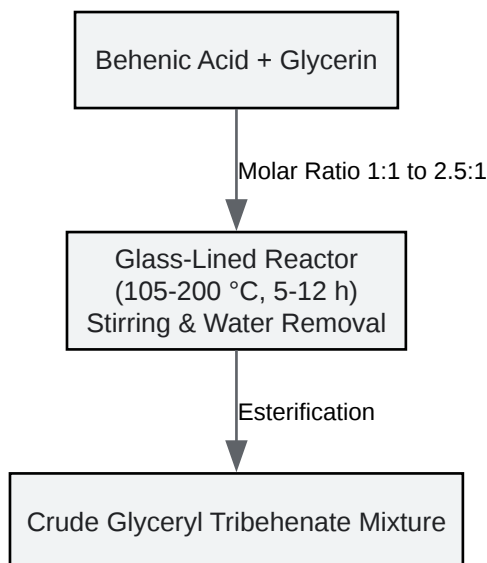 Behenic Acid + Glycerin
Molar Ratio 1:1 to 2.5:1
Glass-Lined Reactor
(105-200 °C, 5-12 h)
Stirring & Water Removal
Esterification
Crude Glyceryl Tribehenate Mixture